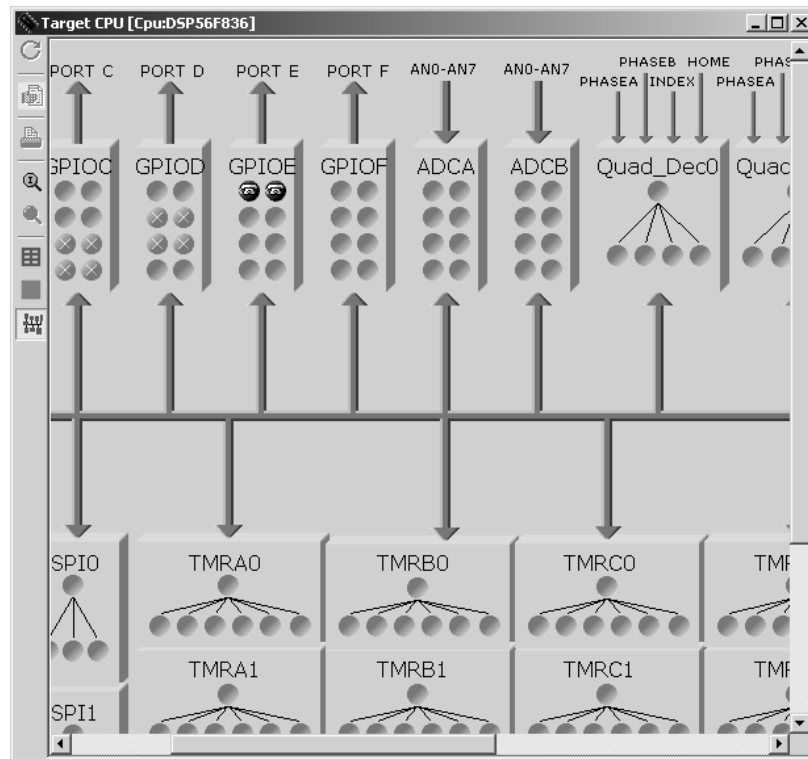 Target CPU [Cpu:DSP56F836]
PORT C PORT D PORT E PORT F AN0-AN7 AN0-AN7 PHASEB HOME
PHASEA INDEX PHASEA
GPIOC GPIOD GPIOE GPIOF ADCA ADCB Quad_Dec0
SPI0 TMRA0 TMRB0 TMRC0
TMRA1 TMRB1 TMRC1
SPI1